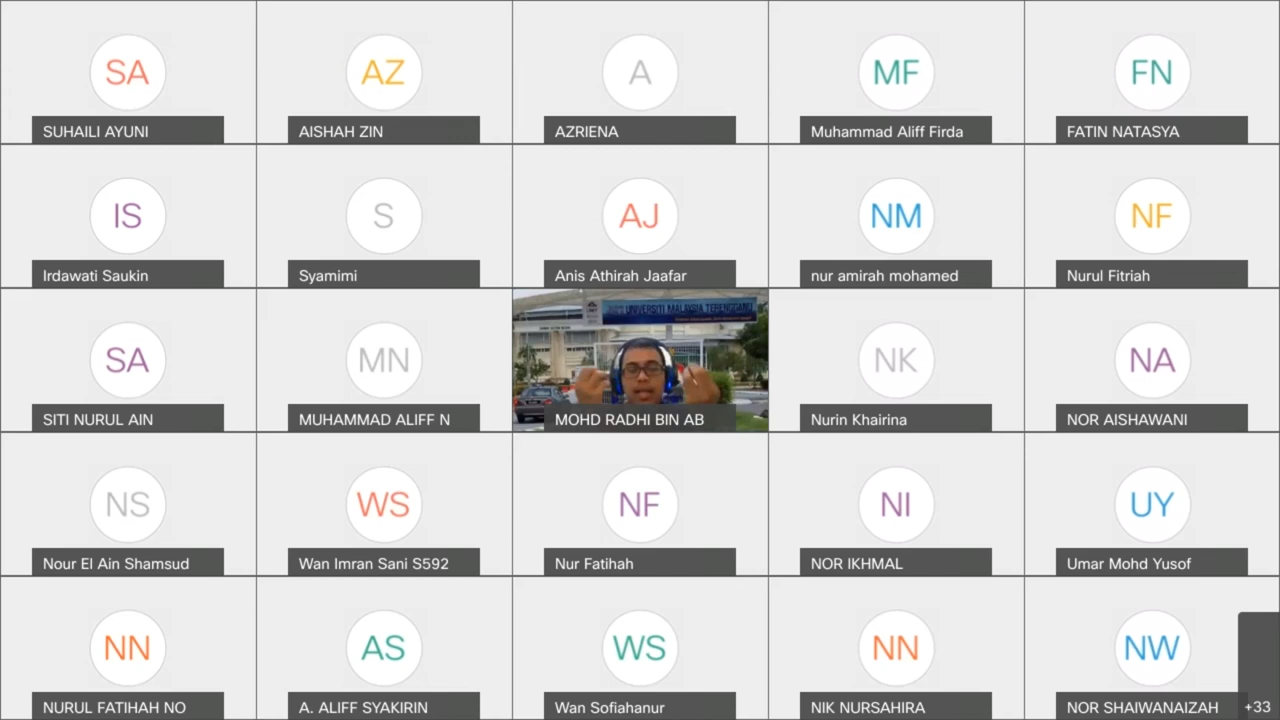 SA
SUHAILI AYUNI
AZ
AISHAH ZIN
A
AZRIENA
MF
Muhammad Aliff Firda
FN
FATIN NATASYA
IS
Irdawati Saukin
S
Syamimi
AJ
Anis Athirah Jaafar
NM
nur amirah mohamed
NF
Nurul Fitriah
SA
SITI NURUL AIN
MN
MUHAMMAD ALIFF N
UNIVERSITI MALAYSIA TERENGGANU
MOHD RADHI BIN AB
NK
Nurin Khairina
NA
NOR AISHAWANI
NS
Nour El Ain Shamsud
WS
Wan Imran Sani S592
NF
Nur Fatihah
NI
NOR IKHMAL
UY
Umar Mohd Yusof
NN
NURUL FATIHAH NO
AS
A. ALIFF SYAKIRIN
WS
Wan Sofiahanur
NN
NIK NURSAHIRA
NW
NOR SHAIWANAIZAH
+33